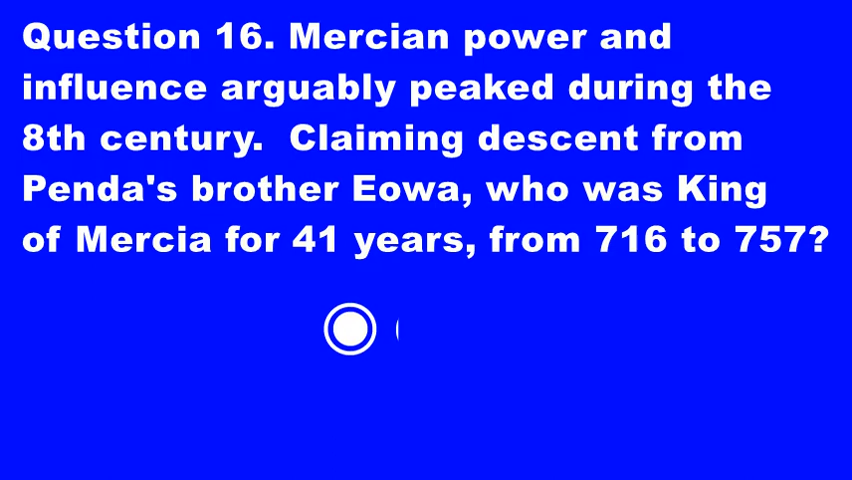 Question 16. Mercian power and
influence arguably peaked during the
8th century.  Claiming descent from
Penda's brother Eowa, who was King
of Mercia for 41 years, from 716 to 757?